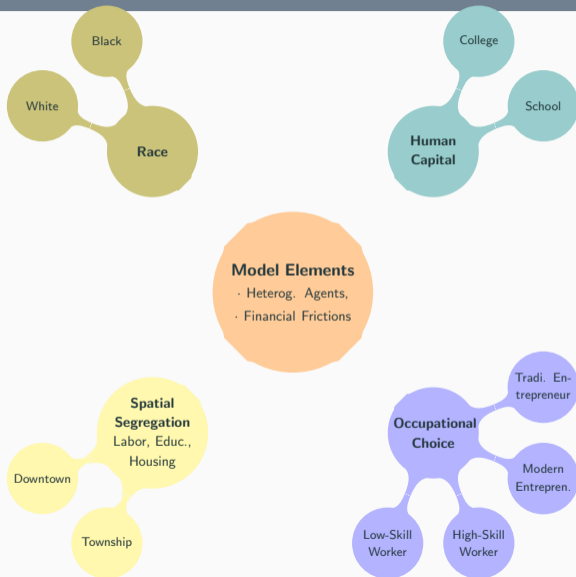 Black
White
Race
College
School
Human
Capital
Model Elements
· Heterog. Agents,
· Financial Frictions
Spatial
Segregation
Labor, Educ.,
Housing
Downtown
Township
Occupational
Choice
Tradi. En-
trepreneur
Modern
Entrepren.
Low-Skill
Worker
High-Skill
Worker